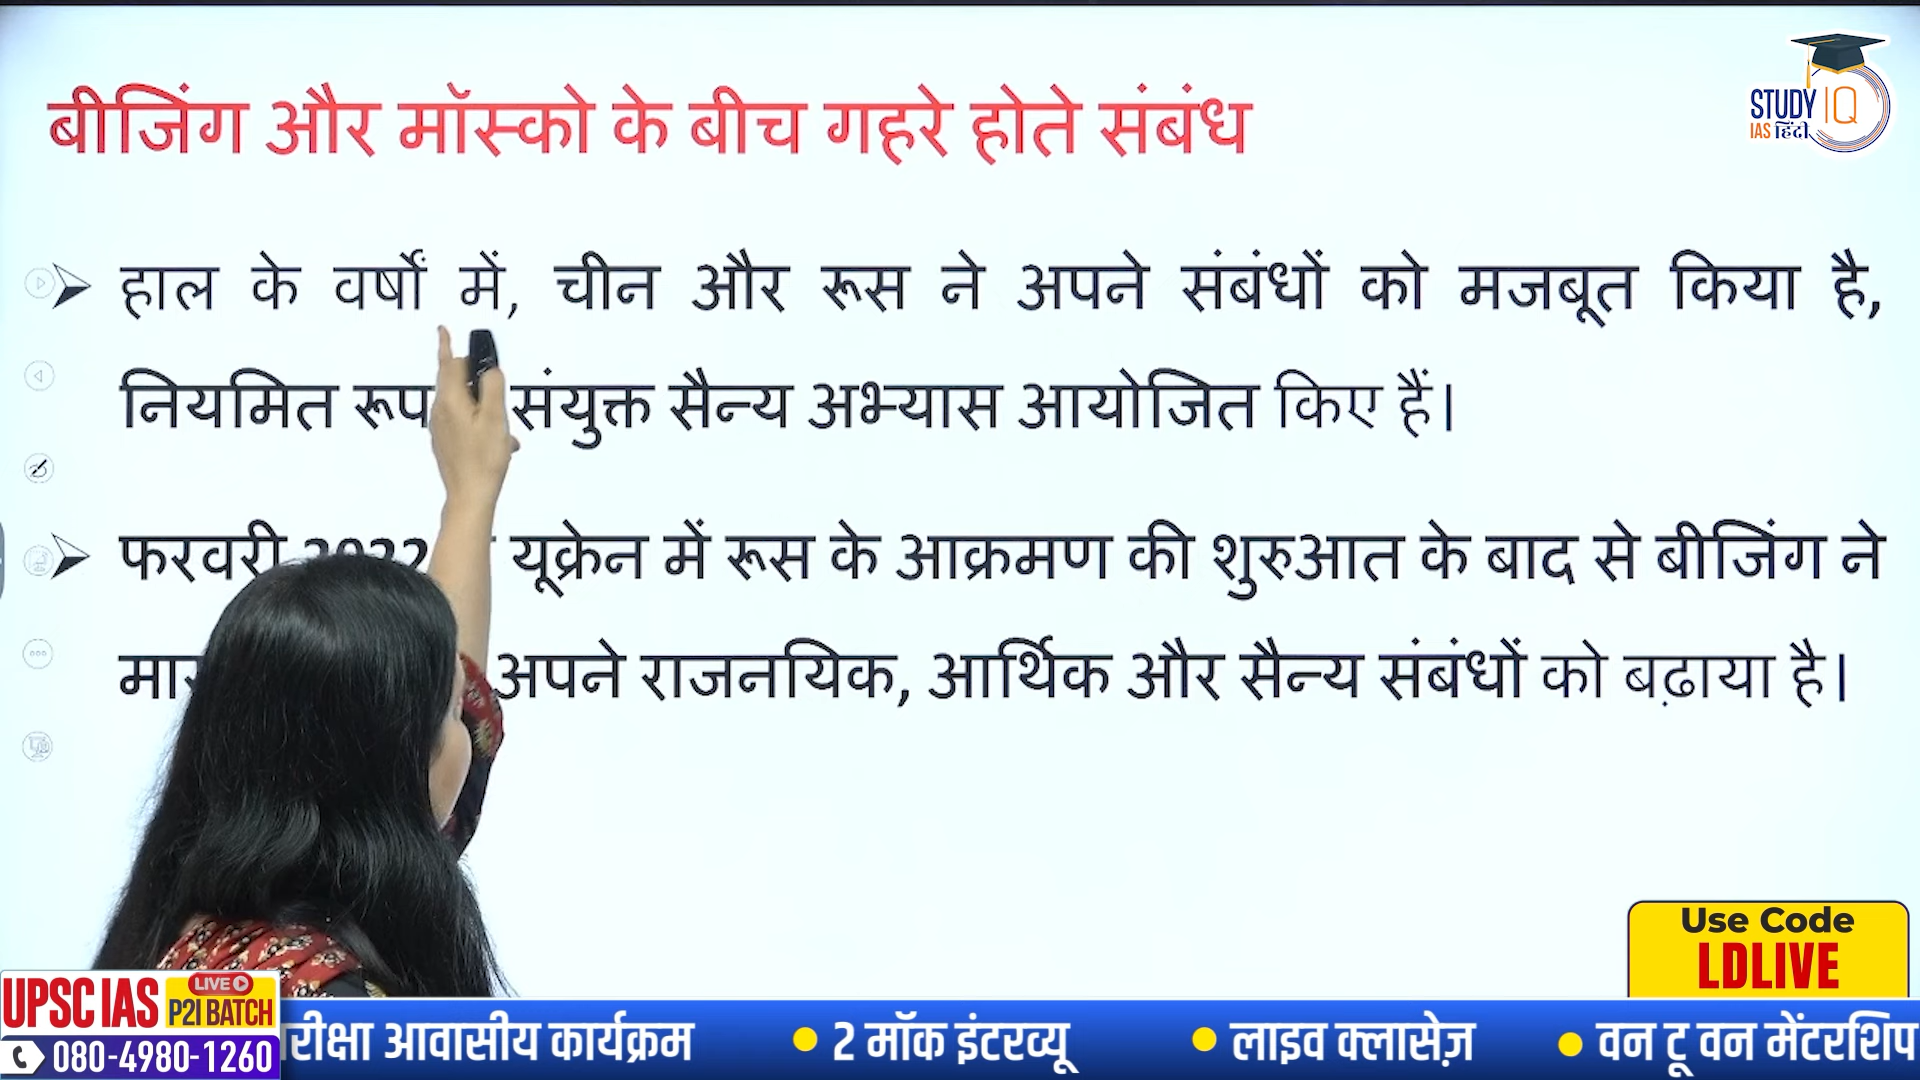 बीजिंग और मॉस्को के बीच गहरे होते संबंध
STUDY IQ
IAS हिंदी
हाल के वर्षों में, चीन और रूस ने अपने संबंधों को मजबूत किया है,
नियमित रूप संयुक्त सैन्य अभ्यास आयोजित किए हैं।
फरवरी 2022 यूक्रेन में रूस के आक्रमण की शुरुआत के बाद से बीजिंग ने
अपने राजनयिक, आर्थिक और सैन्य संबंधों को बढ़ाया है।
Use Code
LDLIVE
UPSC IAS LIVE P2I BATCH
080-4980-1260
रीक्षा आवासीय कार्यक्रम 2 मॉक इंटरव्यू लाइव क्लासेज़ वन टू वन मेंटरशिप